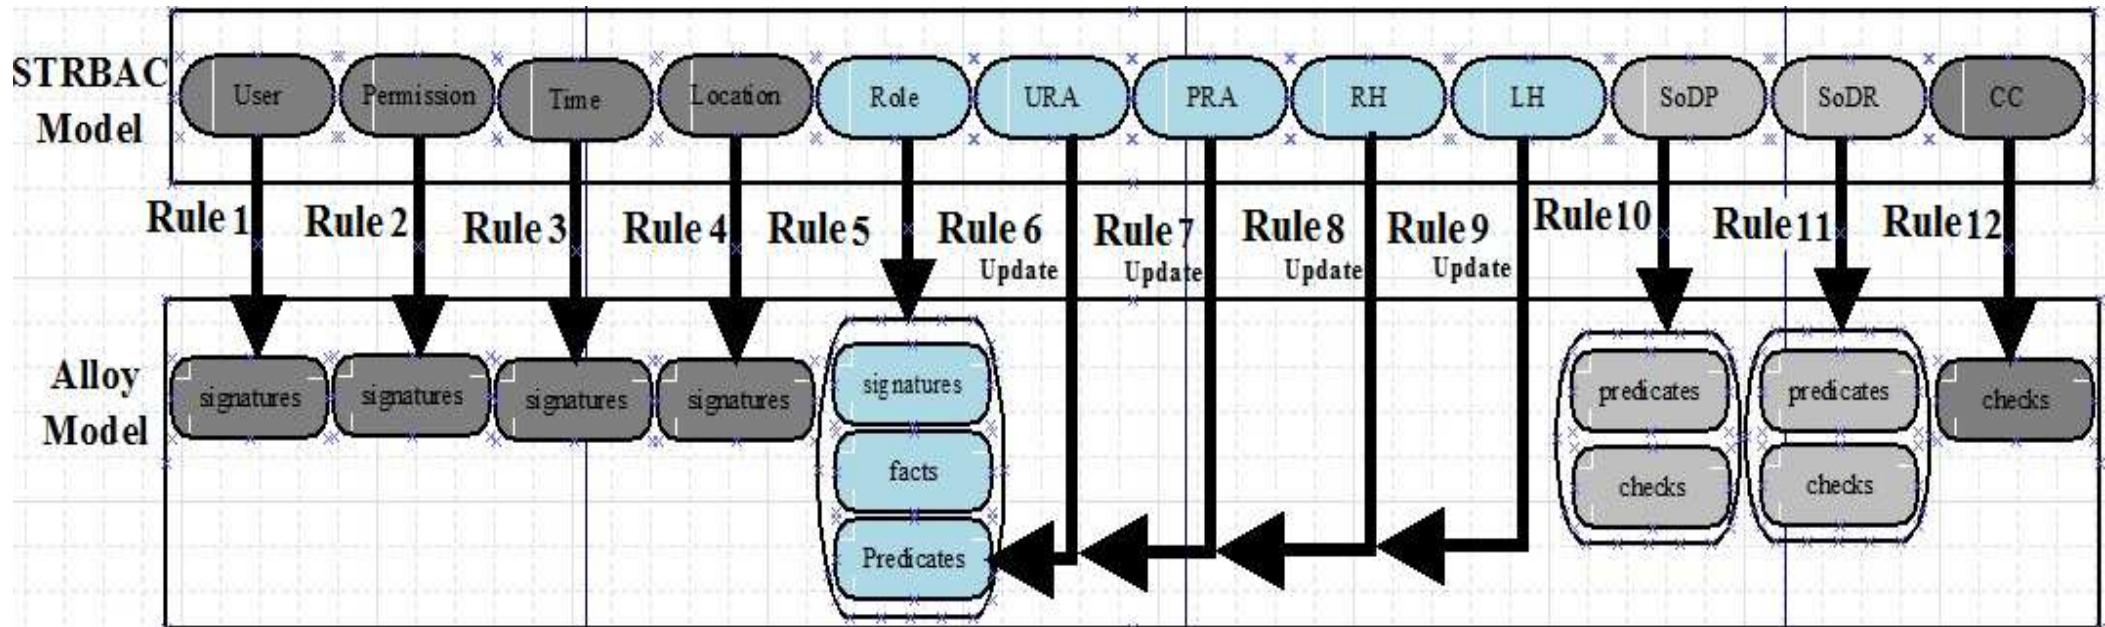 STRBAC
Model
User
Permission
Time
Location
Role
URA
PRA
RH
LH
SoDP
SoDR
CC
Rule 1
Rule 2
Rule 3
Rule 4
Rule 5
Rule 6
Update
Rule 7
Update
Rule 8
Update
Rule 9
Update
Rule10
Rule11
Rule12
Alloy
Model
signatures
signatures
signatures
signatures
signatures
facts
Predicates
predicates
checks
predicates
checks
checks